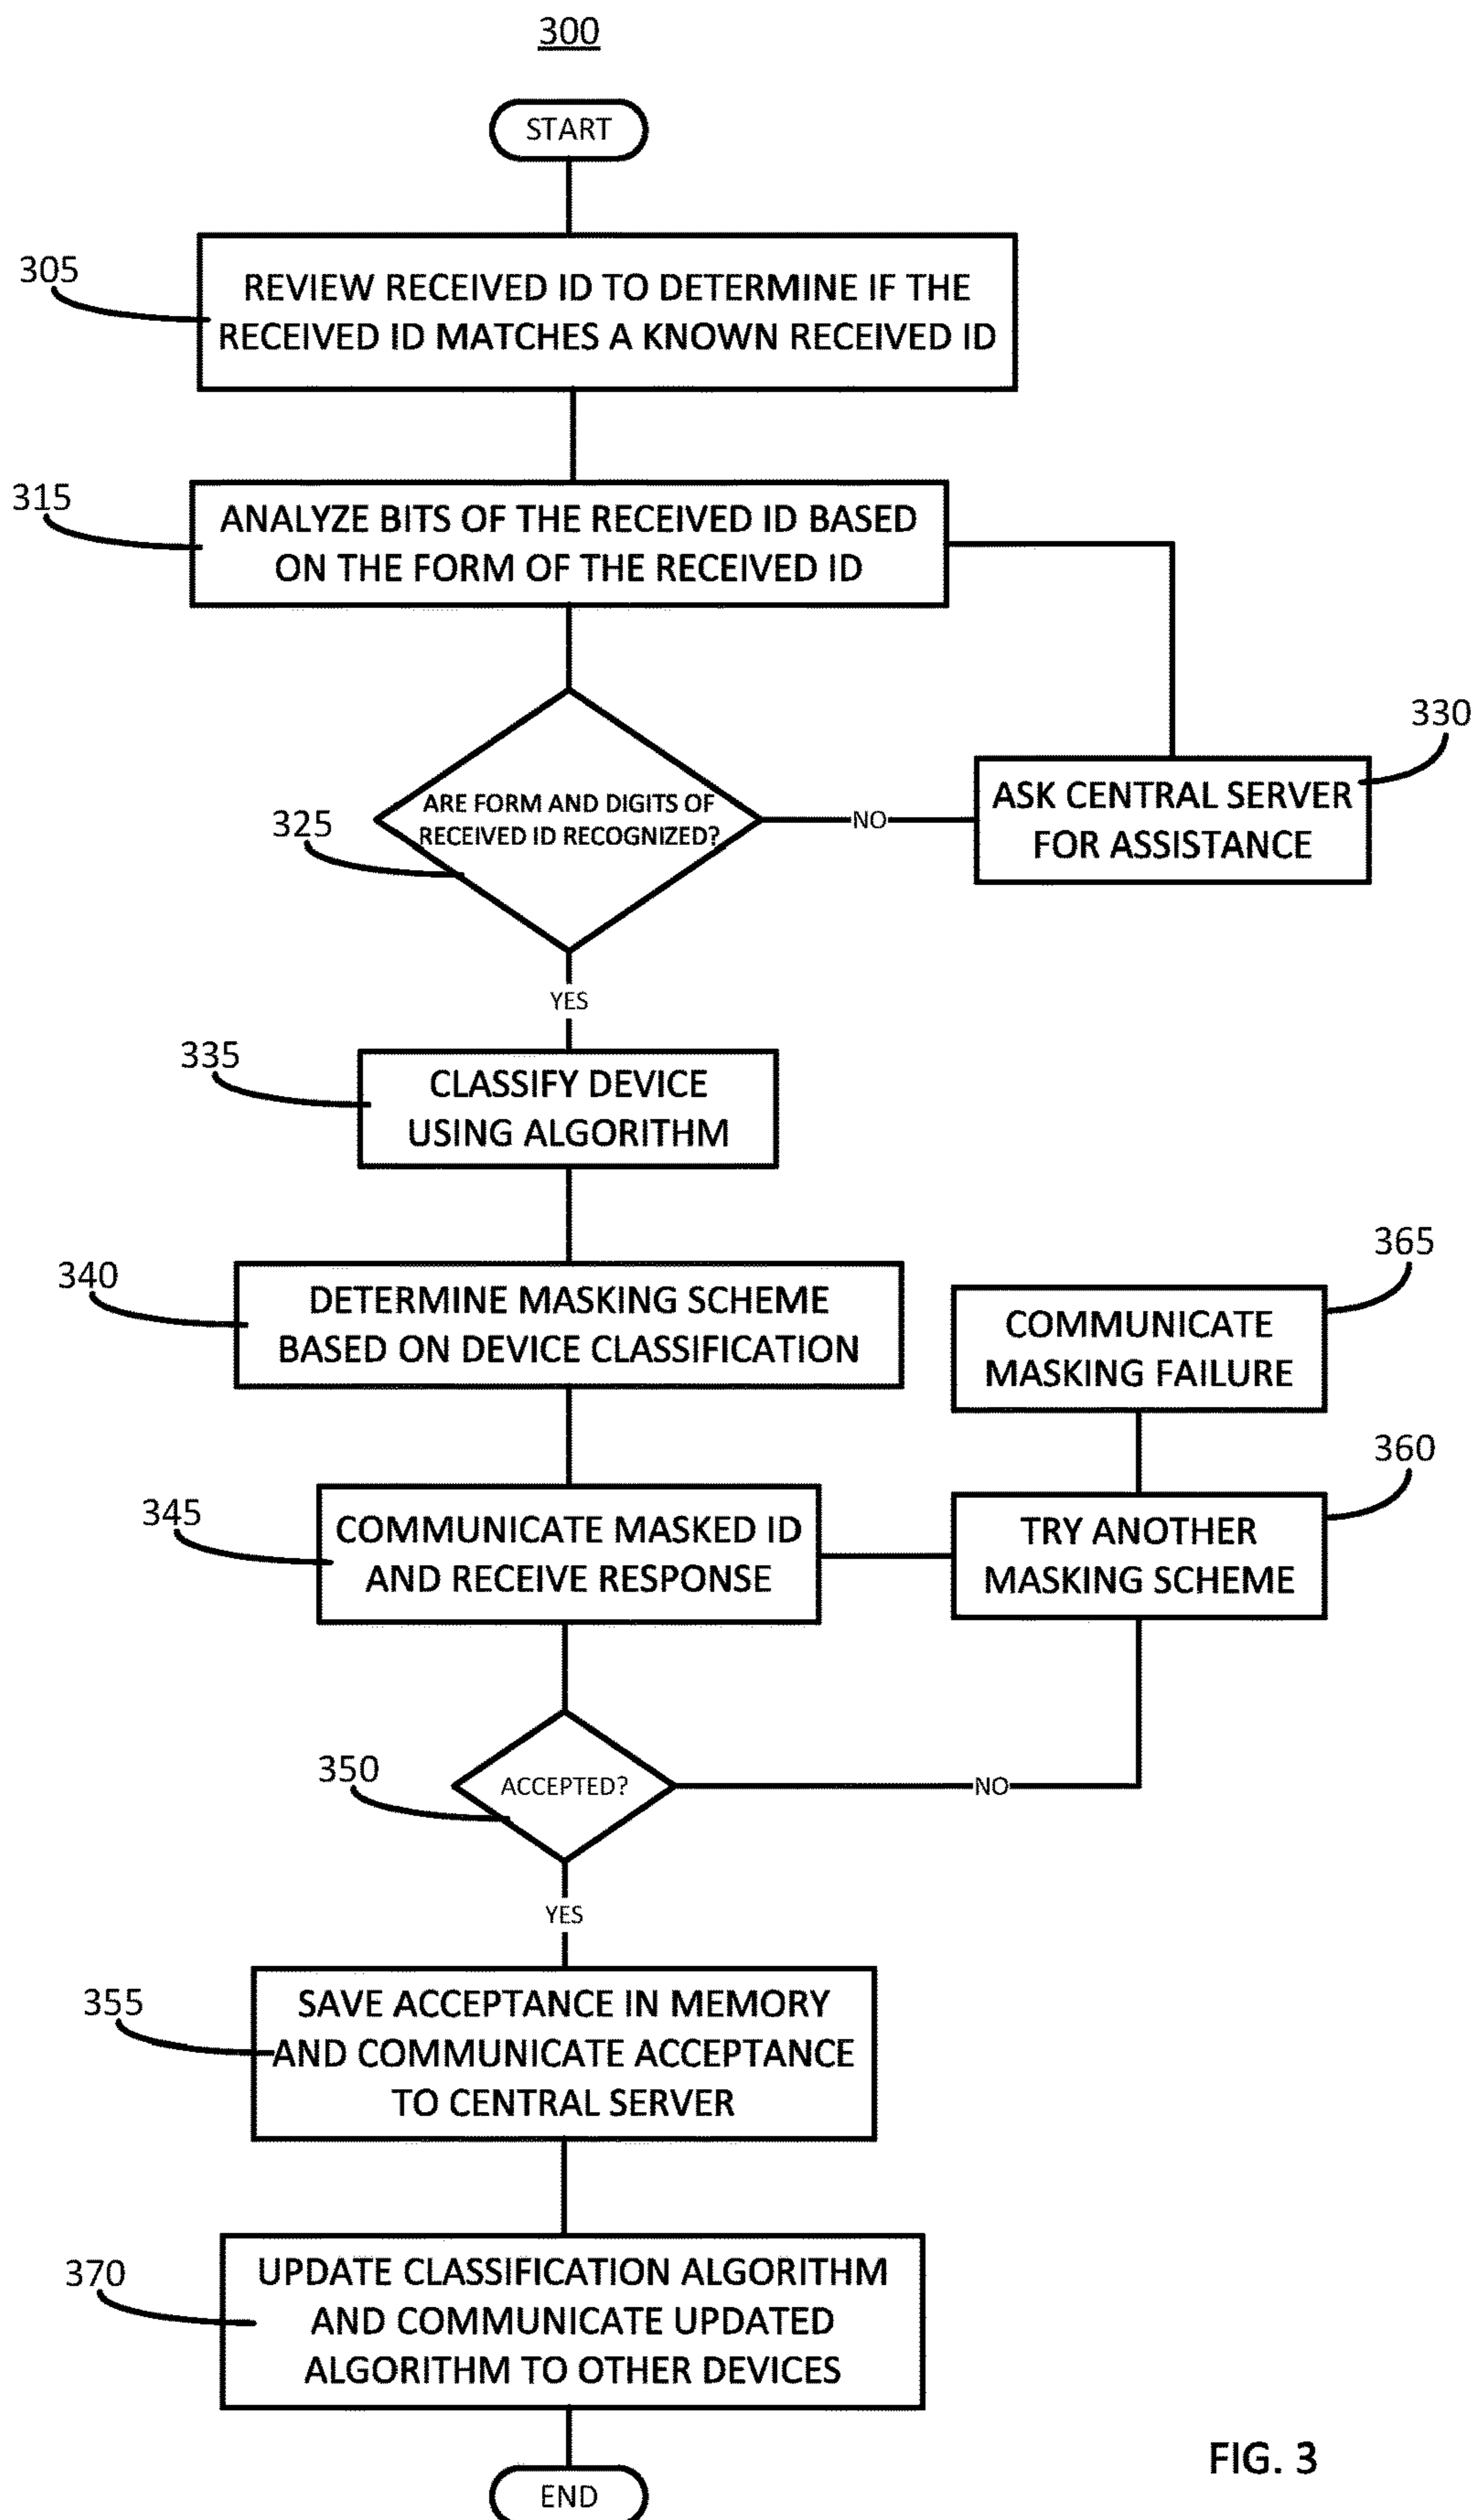 300
START
305
REVIEW RECEIVED ID TO DETERMINE IF THE
RECEIVED ID MATCHES A KNOWN RECEIVED ID
315
ANALYZE BITS OF THE RECEIVED ID BASED
ON THE FORM OF THE RECEIVED ID
325
ARE FORM AND DIGITS OF
RECEIVED ID RECOGNIZED?
NO
330
ASK CENTRAL SERVER
FOR ASSISTANCE
YES
335
CLASSIFY DEVICE
USING ALGORITHM
340
DETERMINE MASKING SCHEME
BASED ON DEVICE CLASSIFICATION
365
COMMUNICATE
MASKING FAILURE
345
COMMUNICATE MASKED ID
AND RECEIVE RESPONSE
360
TRY ANOTHER
MASKING SCHEME
350
ACCEPTED?
NO
YES
355
SAVE ACCEPTANCE IN MEMORY
AND COMMUNICATE ACCEPTANCE
TO CENTRAL SERVER
370
UPDATE CLASSIFICATION ALGORITHM
AND COMMUNICATE UPDATED
ALGORITHM TO OTHER DEVICES
END
FIG. 3